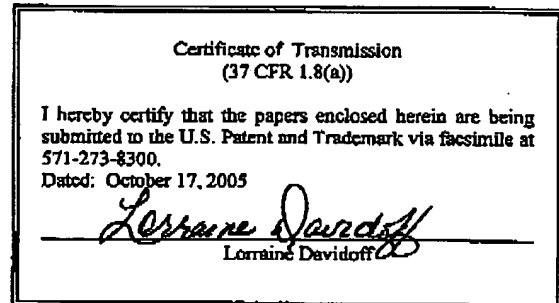 Certificate of Transmission
(37 CFR 1.8(a))
I hereby certify that the papers enclosed herein are being
submitted to the U.S. Patent and Trademark via facsimile at
571-273-8300.
Dated: October 17, 2005
Lorraine Davidoff
Lorraine Davidoff